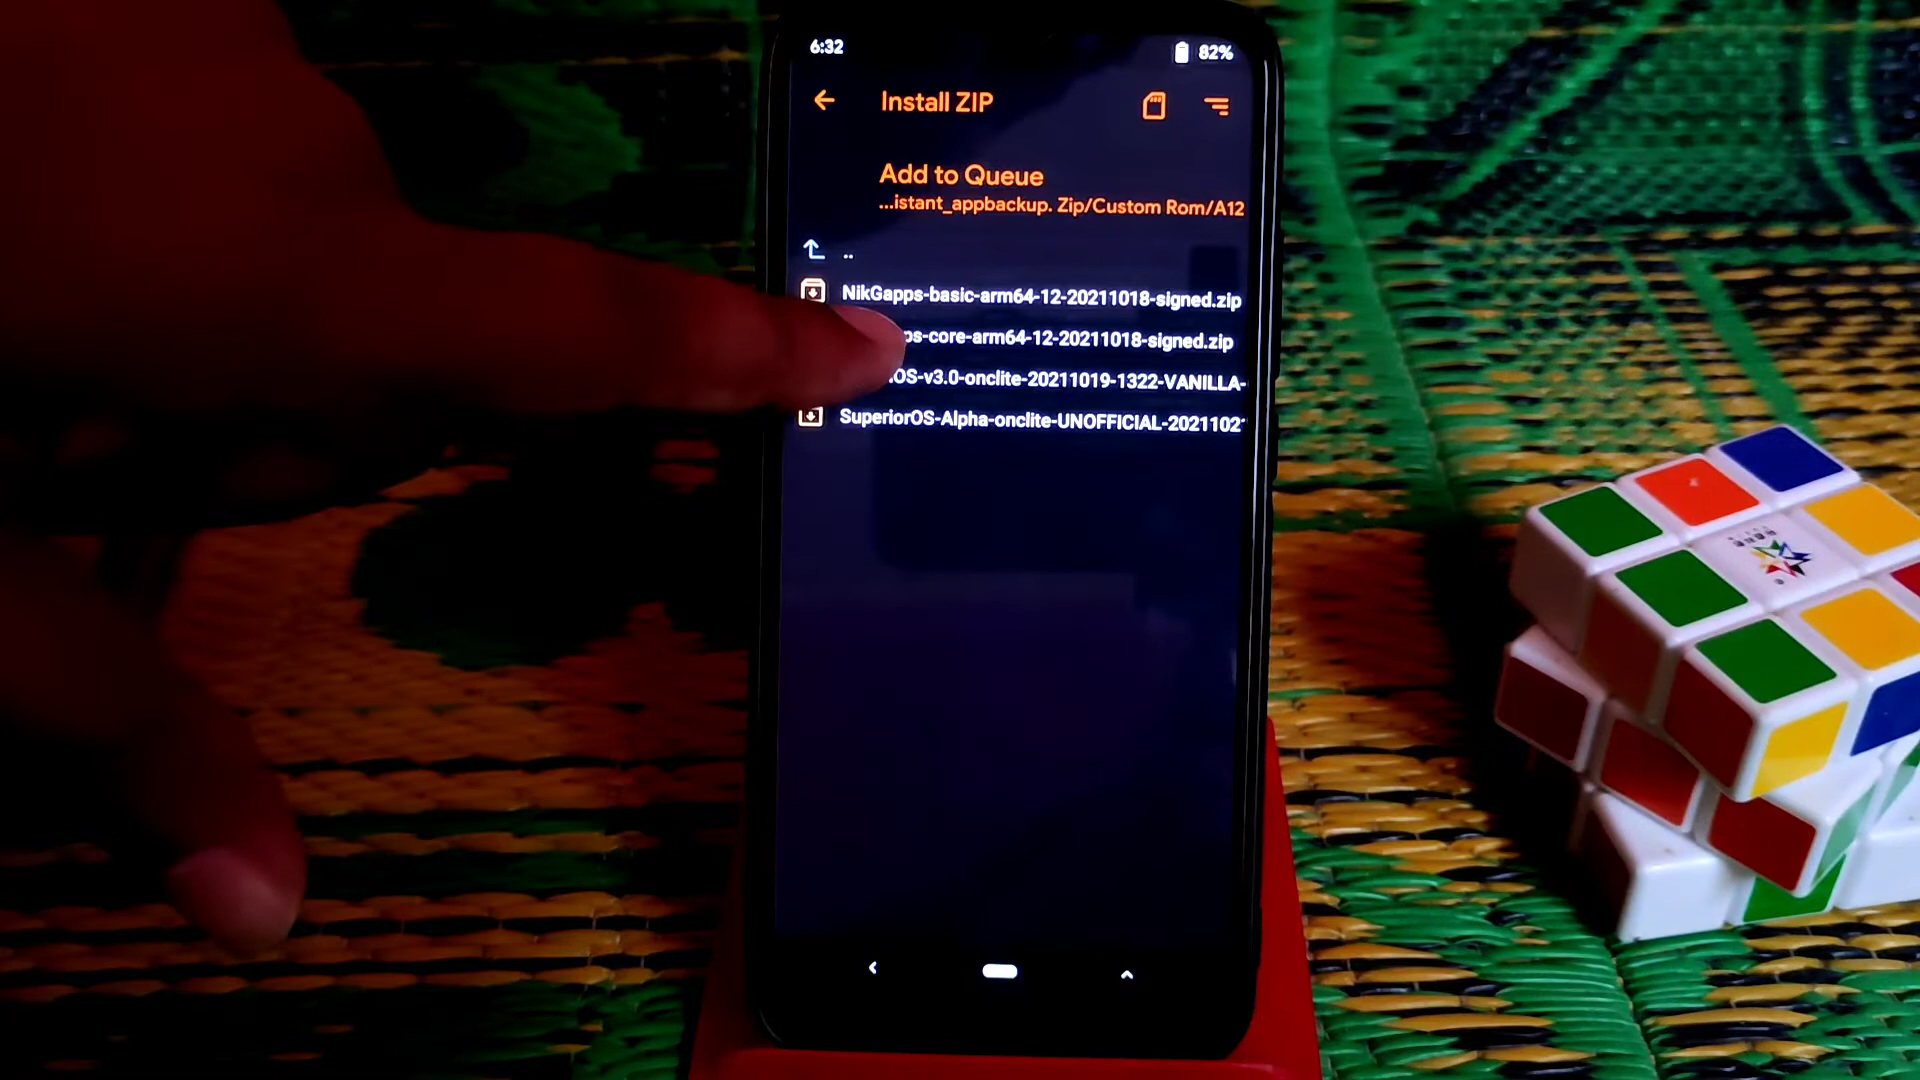 6:32
82%
Install ZIP
Add to Queue
...istant_appbackup. Zip/Custom Rom/A12
..
NikGapps-basic-arm64-12-20211018-signed.zip
ps-core-arm64-12-20211018-signed.zip
OS-v3.0-onclite-20211019-1322-VANILLA-
SuperiorOS-Alpha-onclite-UNOFFICIAL-2021102